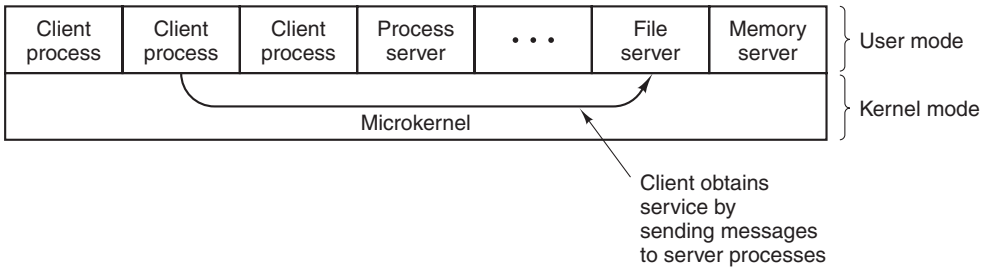 Client process
Client process
Client process
Process server
• • •
File server
Memory server
User mode
Microkernel
Kernel mode
Client obtains
service by
sending messages
to server processes